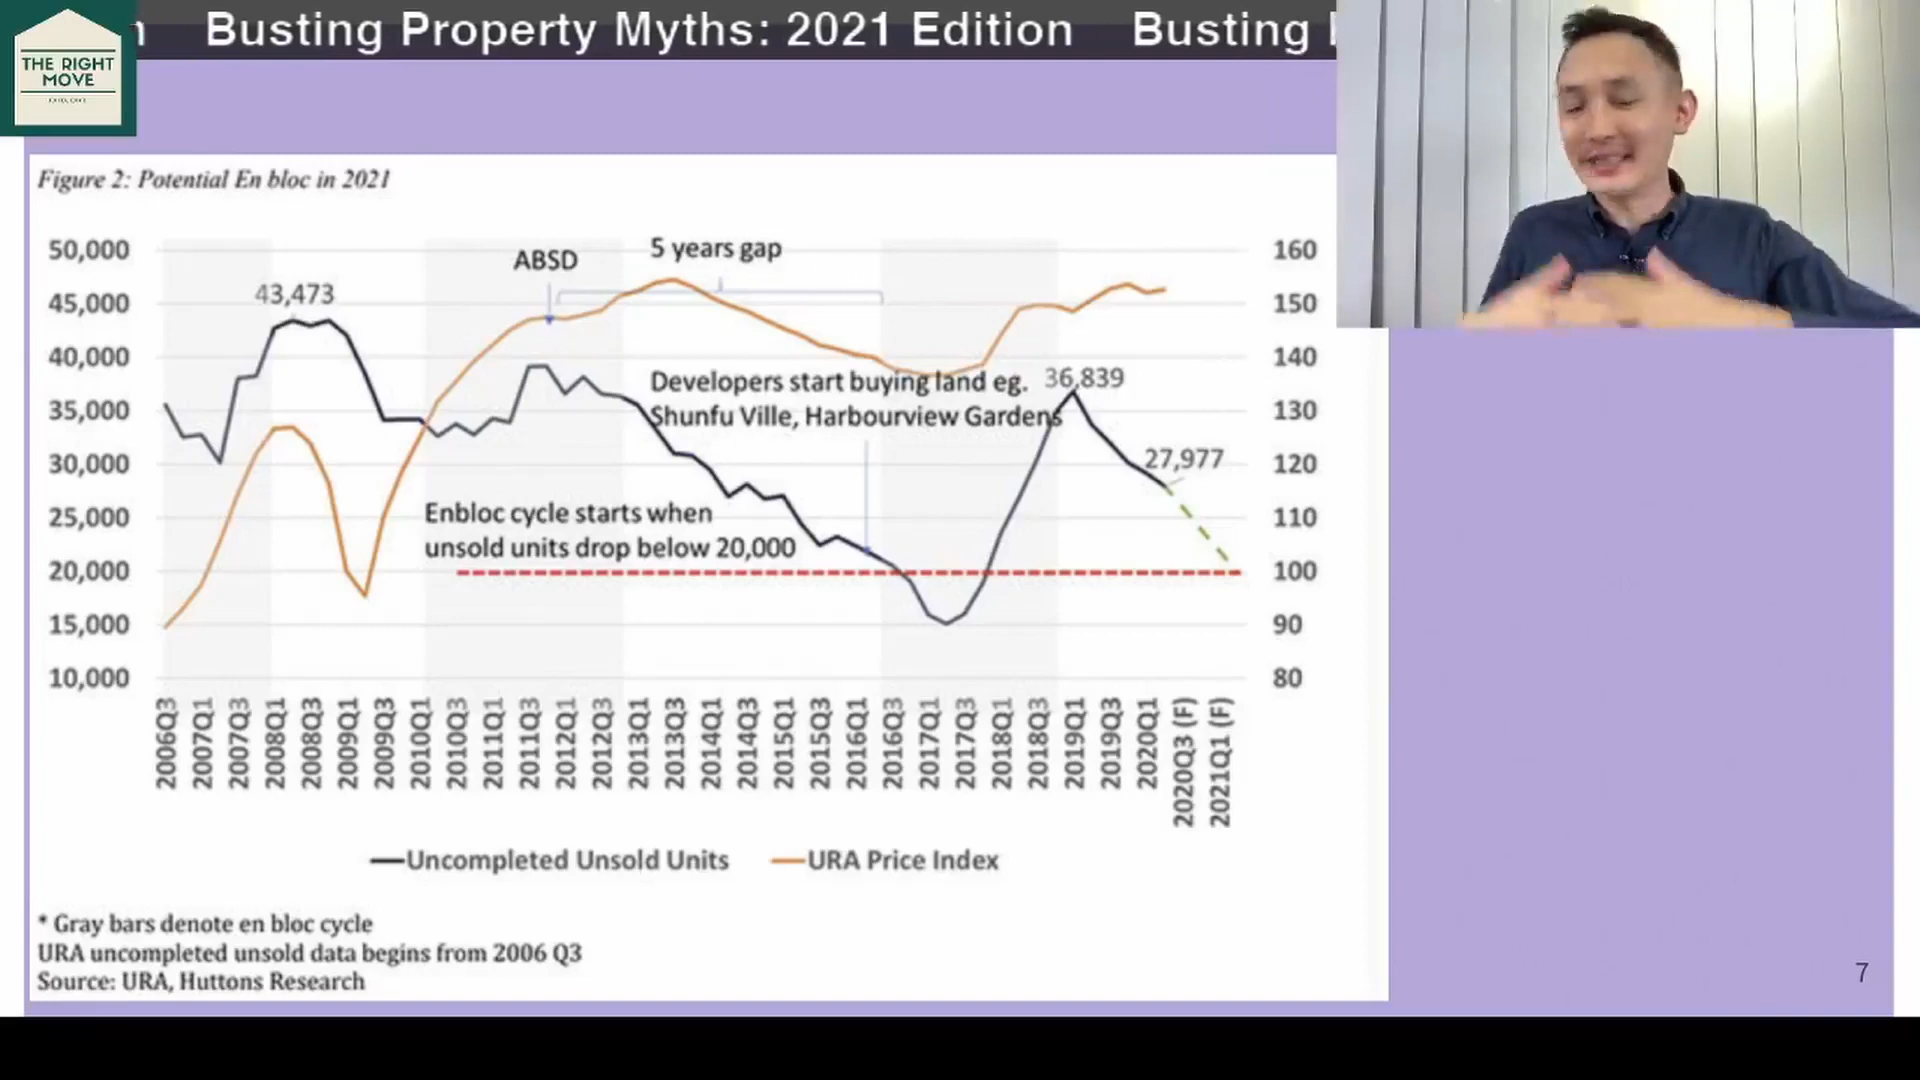 Busting Property Myths: 2021 Edition Busting
THE RIGHT
MOVE
Figure 2: Potential En bloc in 2021
50,000
45,000
40,000
35,000
30,000
25,000
20,000
15,000
10,000
160
150
140
130
120
110
100
90
80
43,473
ABSD
5 years gap
Developers start buying land eg.
Shunfu Ville, Harbourview Gardens
36,839
27,977
Enbloc cycle starts when
unsold units drop below 20,000
2006Q3
2007Q1
2007Q3
2008Q1
2008Q3
2009Q1
2009Q3
2010Q1
2010Q3
2011Q1
2011Q3
2012Q1
2012Q3
2013Q1
2013Q3
2014Q1
2014Q3
2015Q1
2015Q3
2016Q1
2016Q3
2017Q1
2017Q3
2018Q1
2018Q3
2019Q1
2019Q3
2020Q1
2020Q3 (F)
2021Q1 (F)
Uncompleted Unsold Units
URA Price Index
* Gray bars denote en bloc cycle
URA uncompleted unsold data begins from 2006 Q3
Source: URA, Huttons Research
7